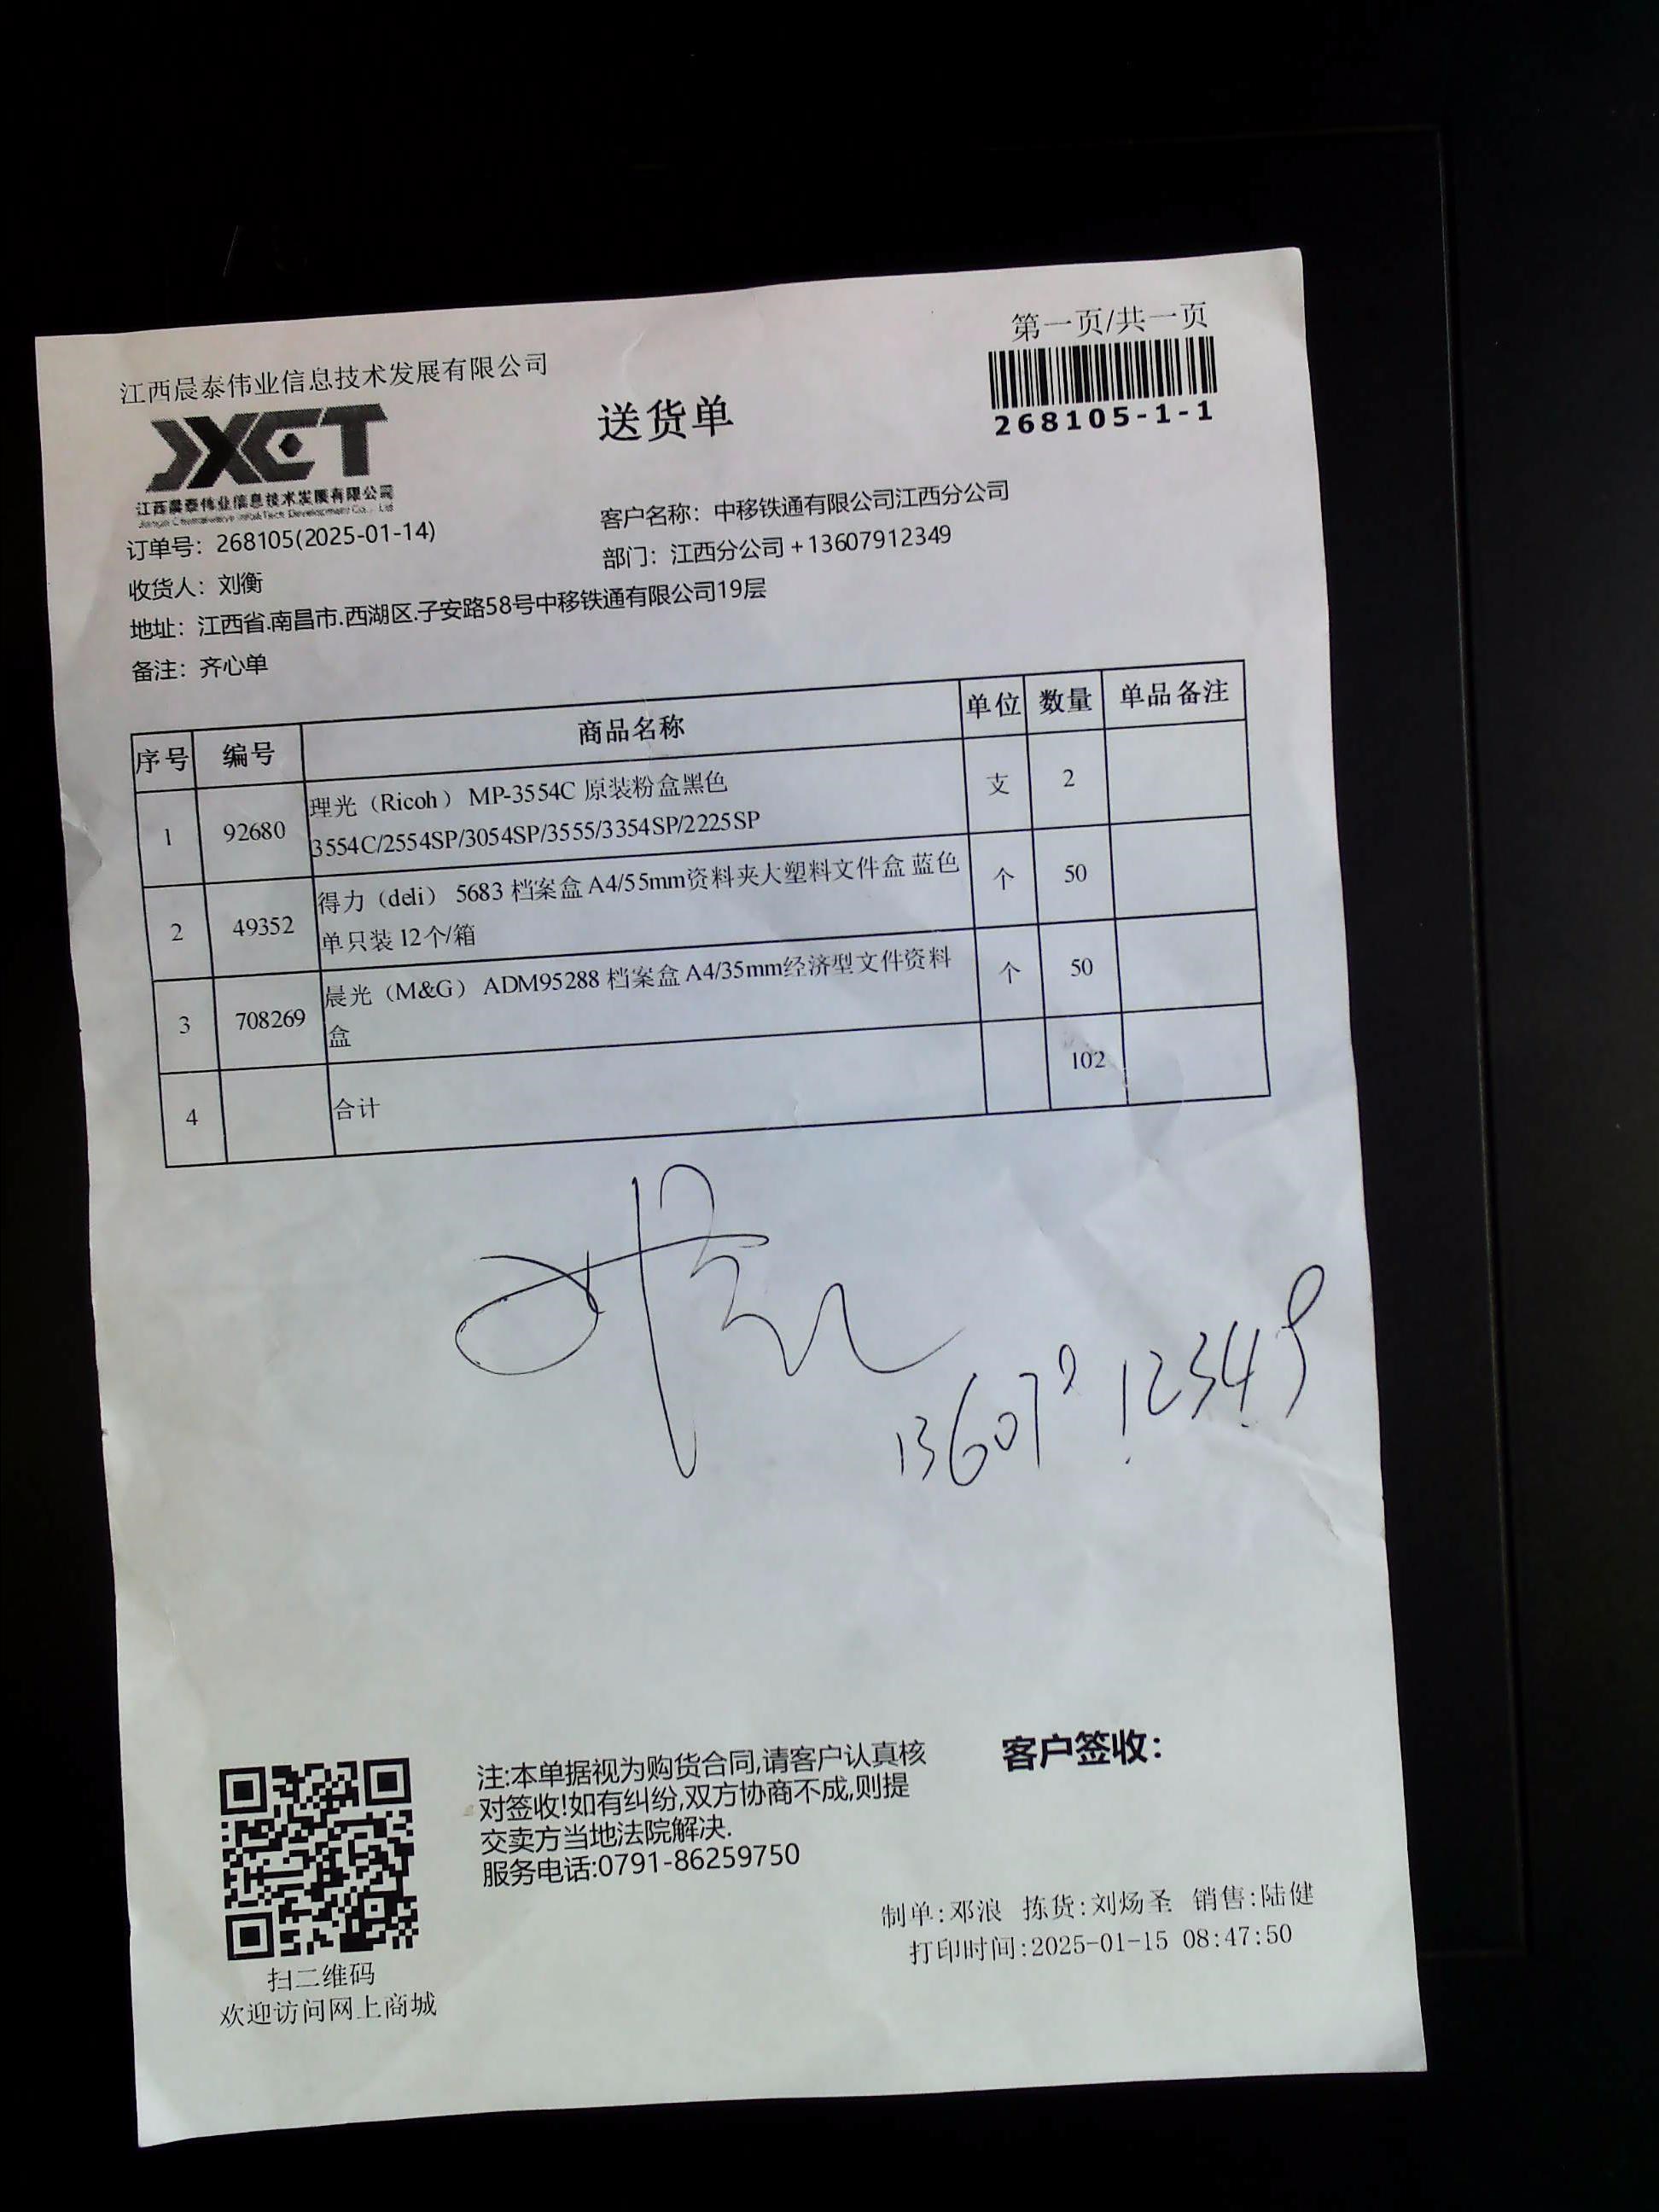 第一页/共一页
江西晨泰伟业信息技术发展有限公司
JXCT
送货单
268105-1-1
江西晨泰伟业信息技术发展有限公司
订单号：268105(2025-01-14)
客户名称：中移铁通有限公司江西分公司
收货人：刘衡
部门：江西分公司+13607912349
地址：江西省.南昌市.西湖区.子安路58号中移铁通有限公司19层
备注：齐心单
序号 编号 商品名称 单位 数量 单品备注
1 92680 理光（Ricoh） MP-3554C 原装粉盒黑色 支 2
3554C/2554SP/3054SP/3555/3354SP/2225SP
2 49352 得力（deli） 5683 档案盒 A4/55mm资料夹大塑料文件盒 蓝色 个 50
单只装 12个/箱
3 708269 晨光（M&G） ADM95288 档案盒 A4/35mm经济型文件资料 个 50
盒
4 合计 102
13607912349
注:本单据视为购货合同,请客户认真核
对签收!如有纠纷,双方协商不成,则提
交卖方当地法院解决.
服务电话:0791-86259750
客户签收：
制单:邓浪 拣货:刘炀圣 销售:陆健
打印时间:2025-01-15 08:47:50
扫二维码
欢迎访问网上商城